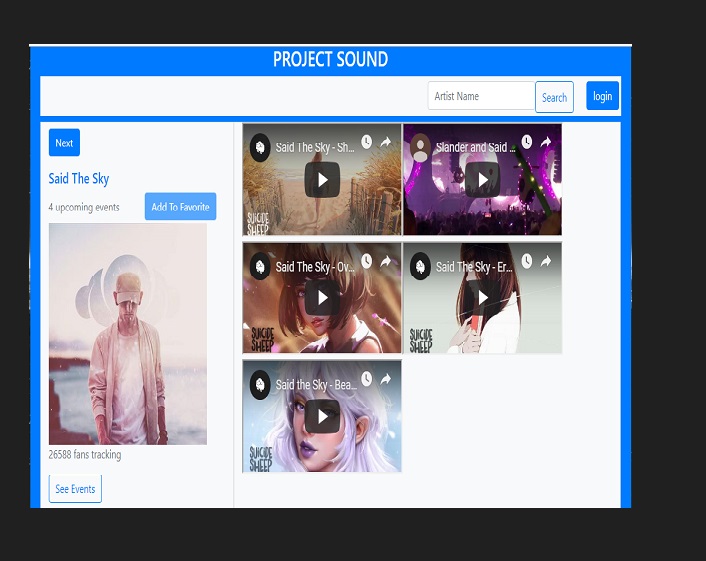 PROJECT SOUND
Artist Name
Search
login
Next
Said The Sky
4 upcoming events
Add To Favorite
26588 fans tracking
See Events
Said The Sky - Sh...
SUICIDE
SHEEP
Slander and Said ...
Said The Sky - Ov...
SUICIDE
SHEEP
Said The Sky - Er...
SUICIDE
SHEEP
Said the Sky - Bea...
SUICIDE
SHEEP